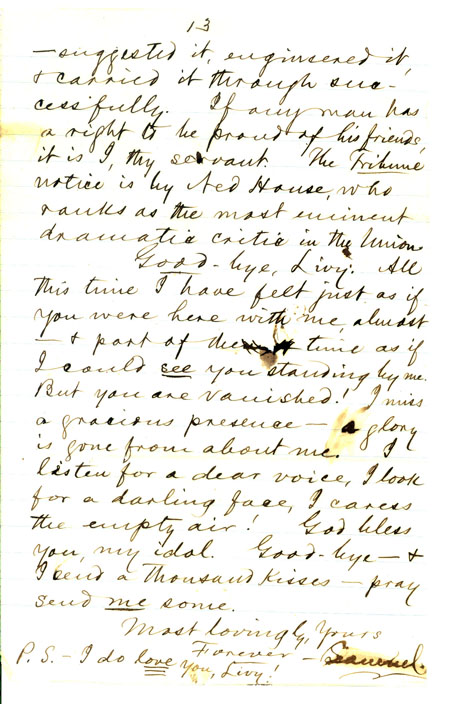 13
—suggested it, engineered it,
& carried it through suc-
cessfully. If any man has
a right to be proud of his friends,
it is I, thy servant. The Tribune
notice is by Ned House, who
ranks as the most eminent
dramatic critic in the Union.
Good-bye, Livy. All
this time I have felt just as if
you were here with me, almost
— & part of the time as if
I could see you standing by me.
But you are vanished! I miss
a gracious presence — a glory
is gone from about me. I
listen for a dear voice, I look
for a darling face, I caress
the empty air! God bless
you, my idol. Good-bye — &
I send a thousand kisses — pray
send me some.
Most lovingly, Yours
Forever — Samuel.
P.S. — I do love you, Livy!